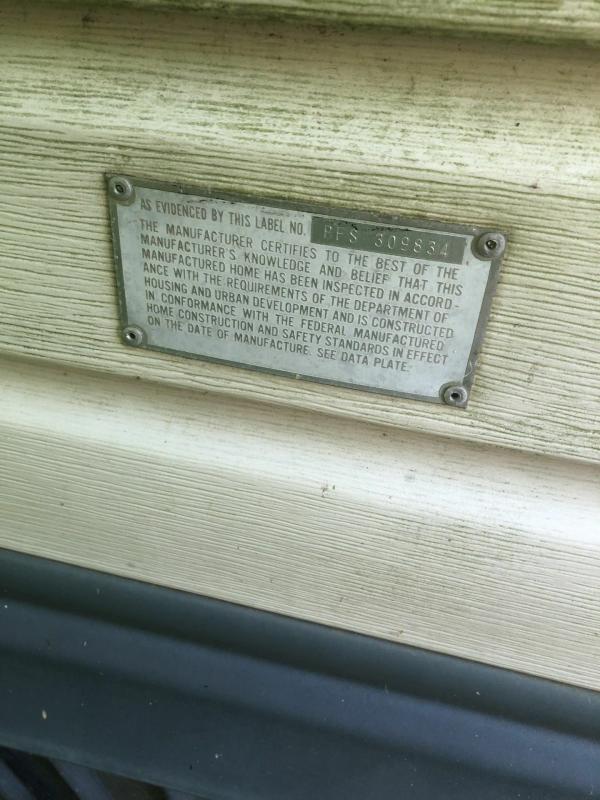 AS EVIDENCED BY THIS LABEL NO. PFS 309834
THE MANUFACTURER CERTIFIES TO THE BEST OF THE
MANUFACTURER'S KNOWLEDGE AND BELIEF THAT THIS
MANUFACTURED HOME HAS BEEN INSPECTED IN ACCORD-
ANCE WITH THE REQUIREMENTS OF THE DEPARTMENT OF
HOUSING AND URBAN DEVELOPMENT AND IS CONSTRUCTED
IN CONFORMANCE WITH THE FEDERAL MANUFACTURED
HOME CONSTRUCTION AND SAFETY STANDARDS IN EFFECT
ON THE DATE OF MANUFACTURE. SEE DATA PLATE.